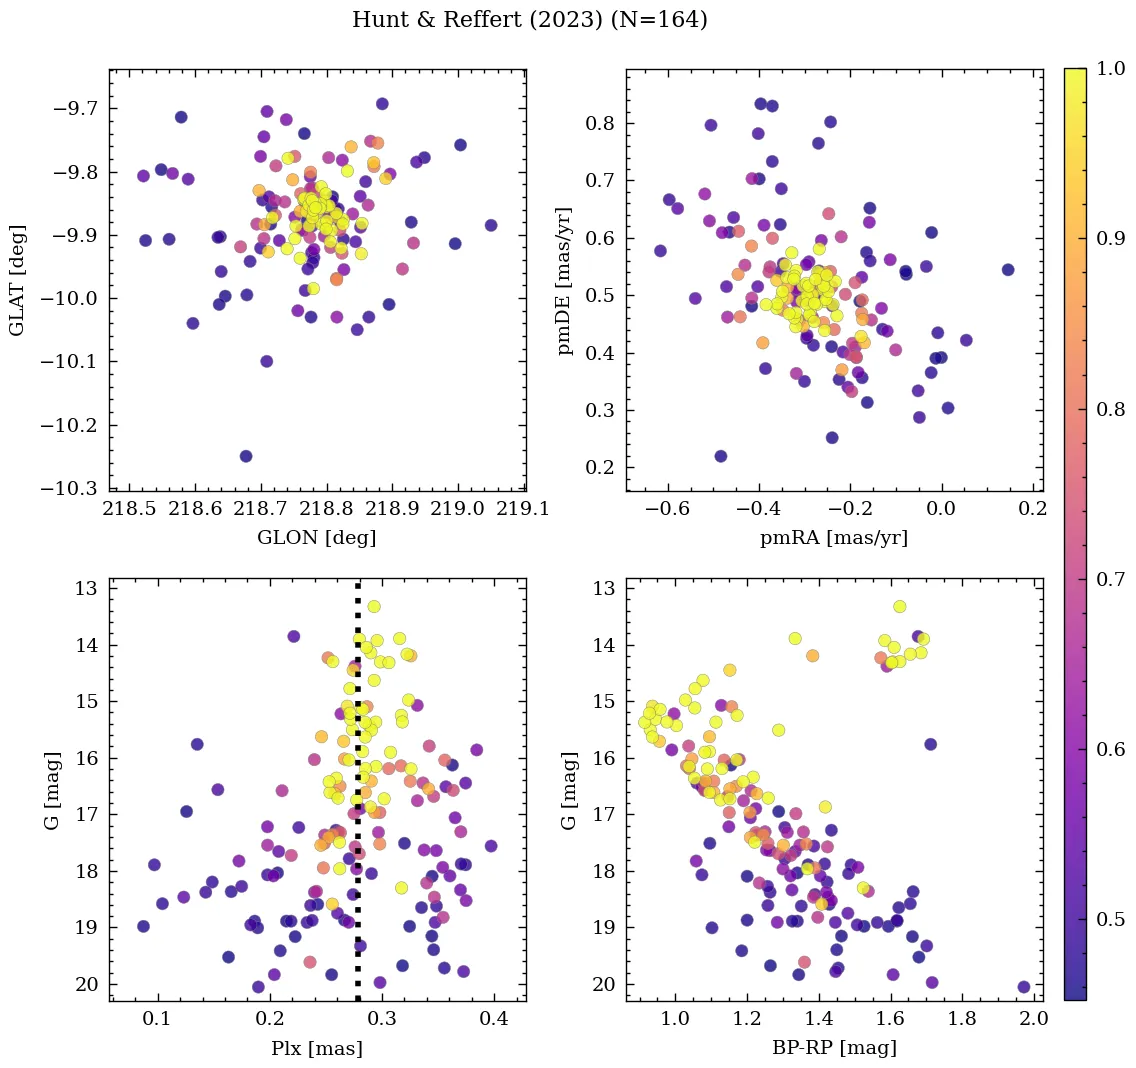 Hunt & Reffert (2023) (N=164)
−9.7
−9.8
−9.9
−10.0
−10.1
−10.2
−10.3
GLAT [deg]
218.5 218.6 218.7 218.8 218.9 219.0 219.1
GLON [deg]
0.8
0.7
0.6
0.5
0.4
0.3
0.2
pmDE [mas/yr]
−0.6 −0.4 −0.2 0.0 0.2
pmRA [mas/yr]
13
14
15
16
17
18
19
20
G [mag]
0.1 0.2 0.3 0.4
Plx [mas]
13
14
15
16
17
18
19
20
G [mag]
1.0 1.2 1.4 1.6 1.8 2.0
BP-RP [mag]
1.0
0.9
0.8
0.7
0.6
0.5